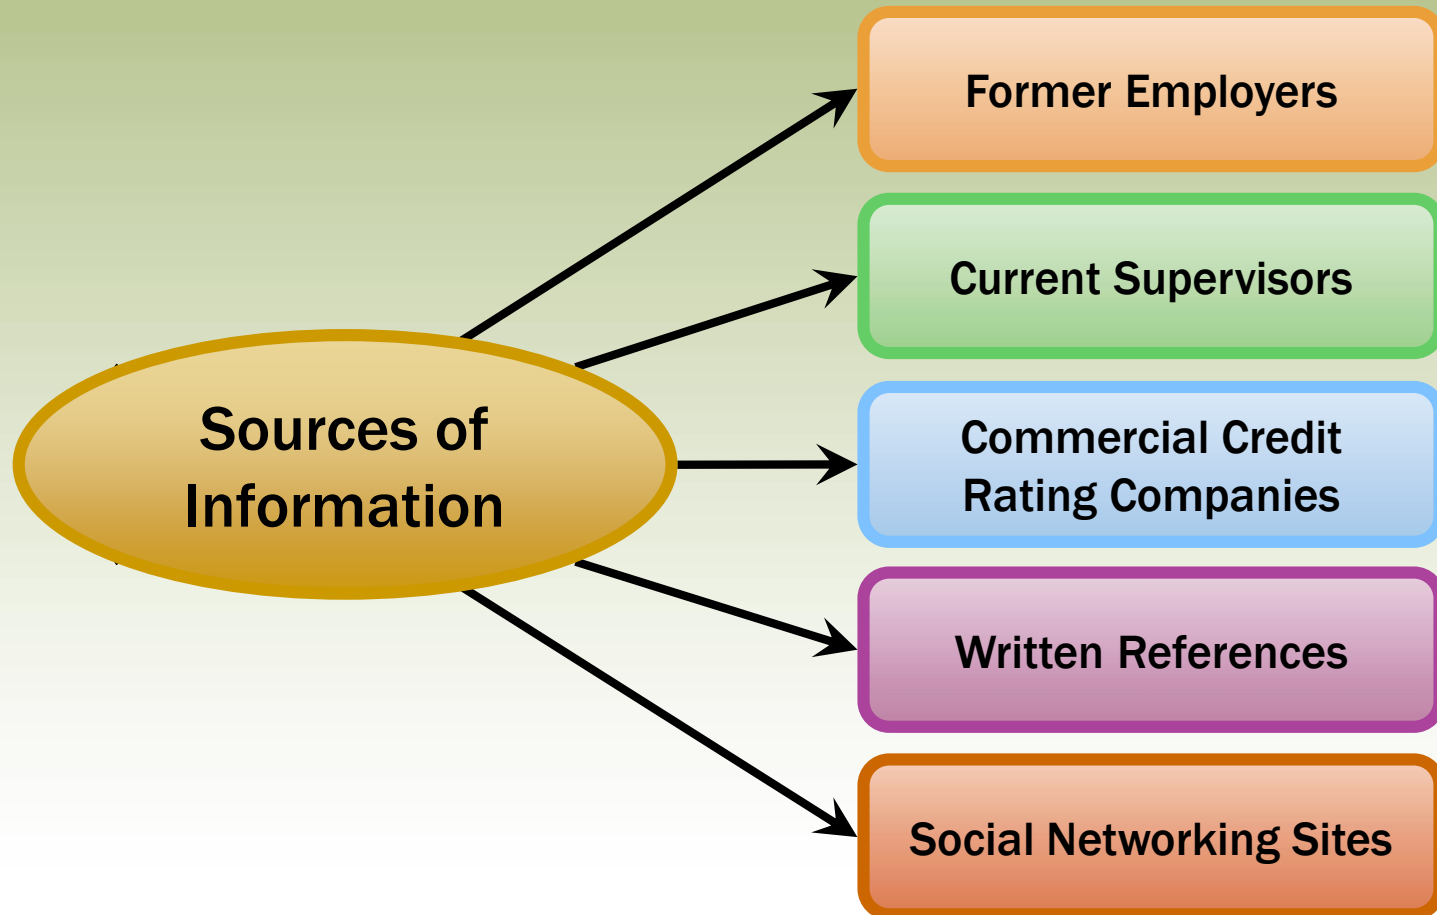 Sources of
Information
Former Employers
Current Supervisors
Commercial Credit
Rating Companies
Written References
Social Networking Sites